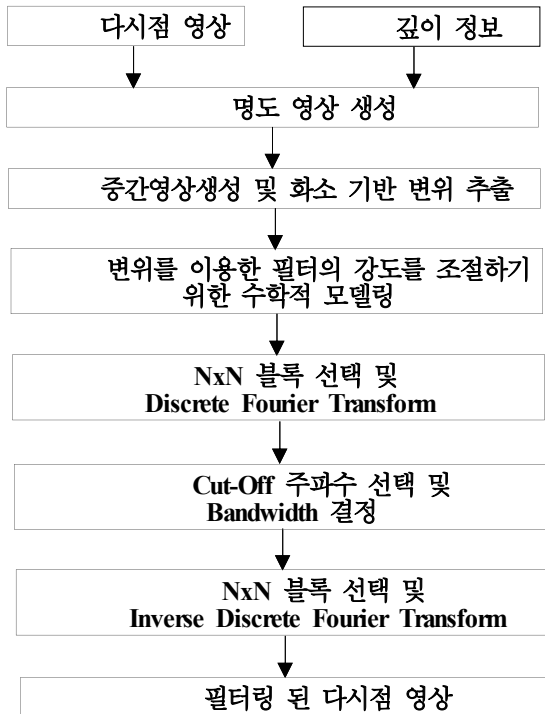 다시점 영상
깊이 정보
명도 영상 생성
중간영상생성 및 화소 기반 변위 추출
변위를 이용한 필터의 강도를 조절하기
위한 수학적 모델링
NxN 블록 선택 및
Discrete Fourier Transform
Cut-Off 주파수 선택 및
Bandwidth 결정
NxN 블록 선택 및
Inverse Discrete Fourier Transform
필터링 된 다시점 영상